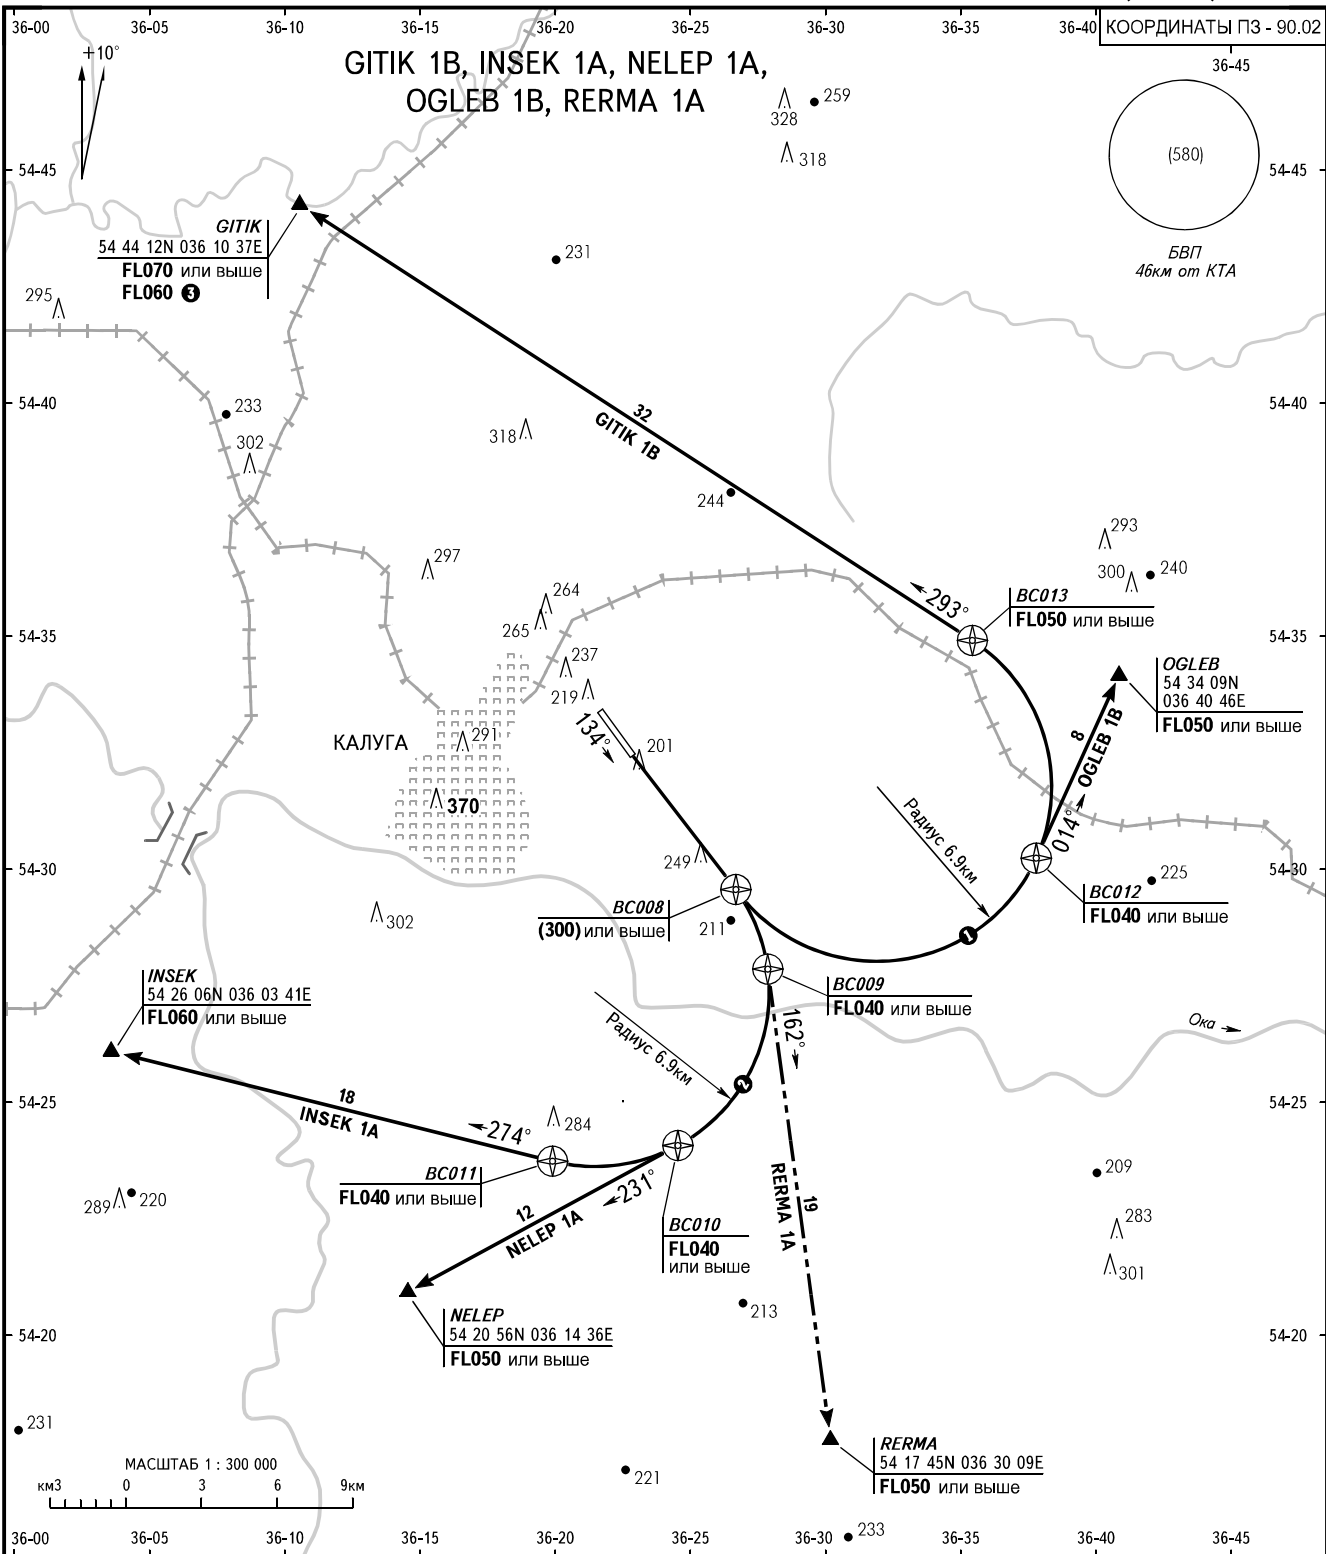 36-00
36-05
36-10
36-15
36-20
36-25
36-30
36-35
36-40
КООРДИНАТЫ ПЗ - 90.02
36-45
+10°
GITIK 1B, INSEK 1A, NELEP 1A,
OGLEB 1B, RERMA 1A
259
328
318
(580)
БВП
46км от КТА
54-45
54-45
GITIK
54 44 12N 036 10 37E
FL070 или выше
FL060 3
231
295
54-40
54-40
233
302
318
32
GITIK 1B
244
293
300
240
297
264
265
237
219
293°
BC013
FL050 или выше
54-35
54-35
OGLEB
54 34 09N
036 40 46E
FL050 или выше
КАЛУГА
291
370
134°
201
8
OGLEB 1B
014°
Радиус 6.9км
249
54-30
54-30
225
BC012
FL040 или выше
BC008
(300) или выше
211
1
302
BC009
FL040 или выше
INSEK
54 26 06N 036 03 41E
FL060 или выше
162°
Ока
Радиус 6.9км
2
54-25
54-25
18
INSEK 1A
274°
284
BC011
FL040 или выше
231°
BC010
FL040
или выше
12
NELEP 1A
19
RERMA 1A
289
220
209
283
301
213
NELEP
54 20 56N 036 14 36E
FL050 или выше
54-20
54-20
231
RERMA
54 17 45N 036 30 09E
FL050 или выше
221
233
МАСШТАБ 1 : 300 000
км3
0
3
6
9км
36-00
36-05
36-10
36-15
36-20
36-25
36-30
36-35
36-40
36-45